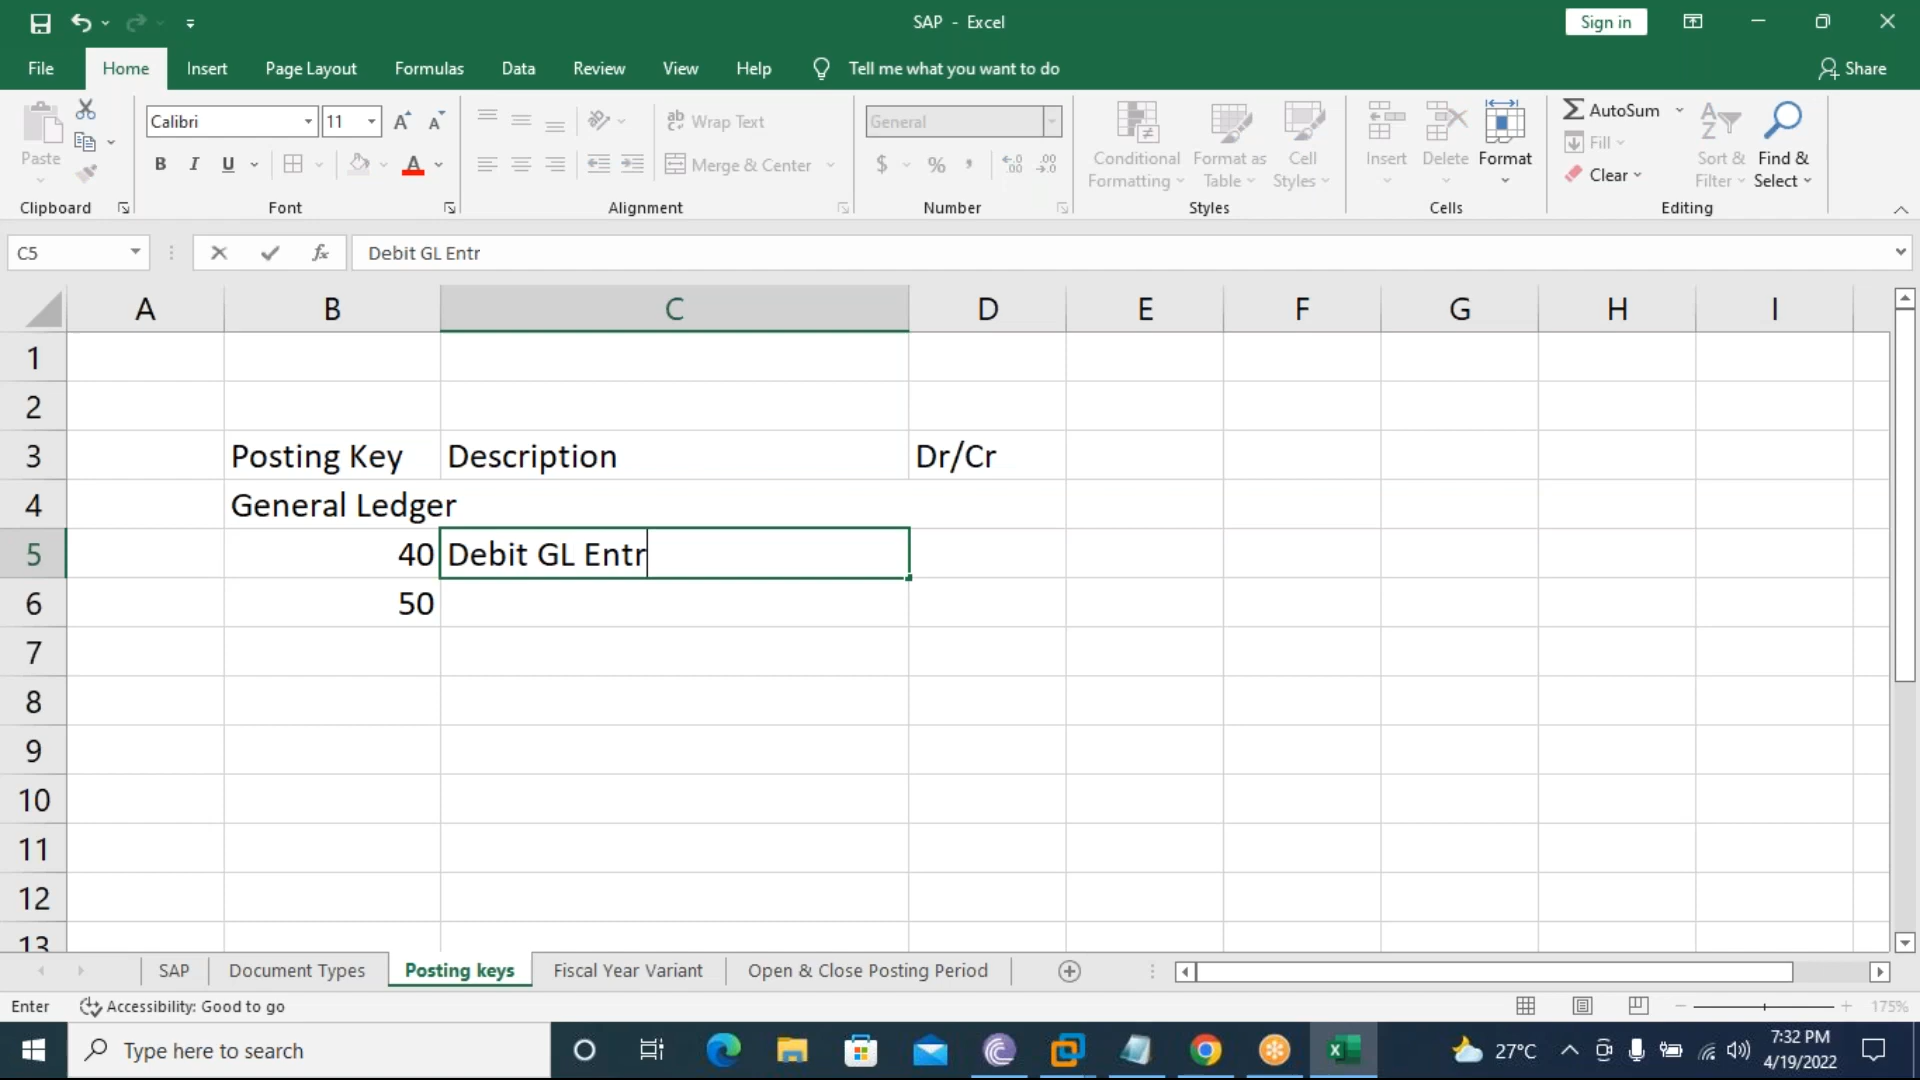 SAP - Excel
Sign in
File Home Insert Page Layout Formulas Data Review View Help Tell me what you want to do Share
Calibri 11 Wrap Text General AutoSum
Paste B I U Merge & Center $ % , Conditional Formatting Format as Table Cell Styles Insert Delete Format Fill Clear Sort & Filter Find & Select
Clipboard Font Alignment Number Styles Cells Editing
C5 fx Debit GL Entr
A B C D E F G H I
1
2
3 Posting Key Description Dr/Cr
4 General Ledger
5 40 Debit GL Entr
6 50
7
8
9
10
11
12
13
SAP Document Types Posting keys Fiscal Year Variant Open & Close Posting Period
Enter Accessibility: Good to go 175%
Type here to search 27°C 7:32 PM
4/19/2022